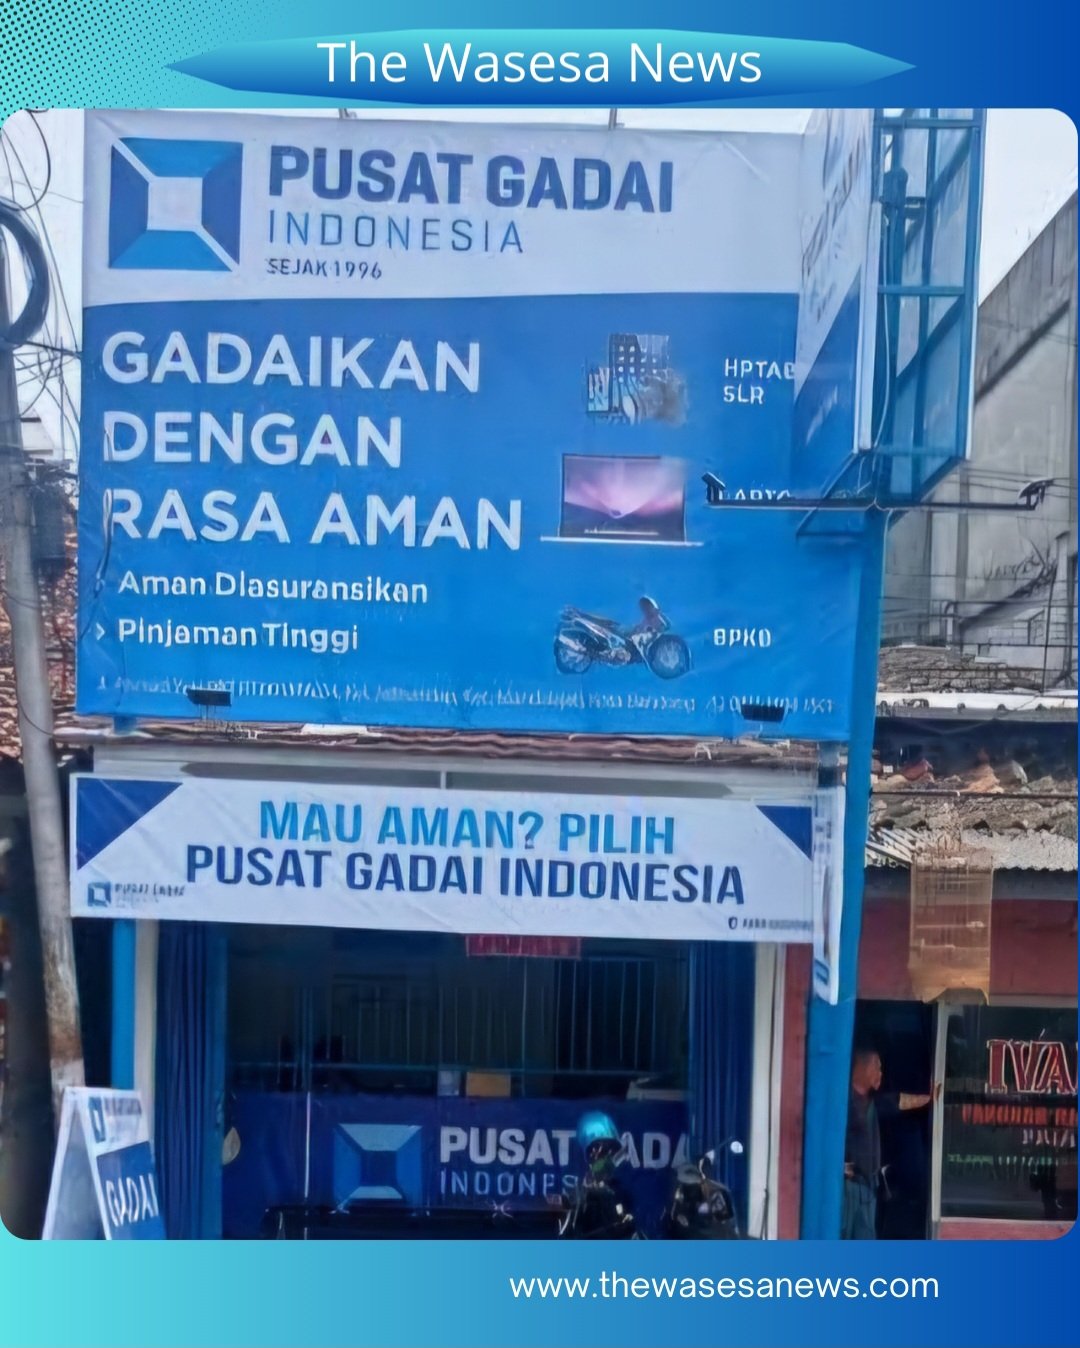 The Wasesa News
PUSAT GADAI
INDONESIA
SEJAK 1996
GADAIKAN
DENGAN
RASA AMAN
Aman Diasuransikan
› Pinjaman Tinggi
HPTAB
SLR
BPKB
MAU AMAN? PILIH
PUSAT GADAI INDONESIA
PUSAT GADAI
INDONES
GADAI
www.thewasesanews.com